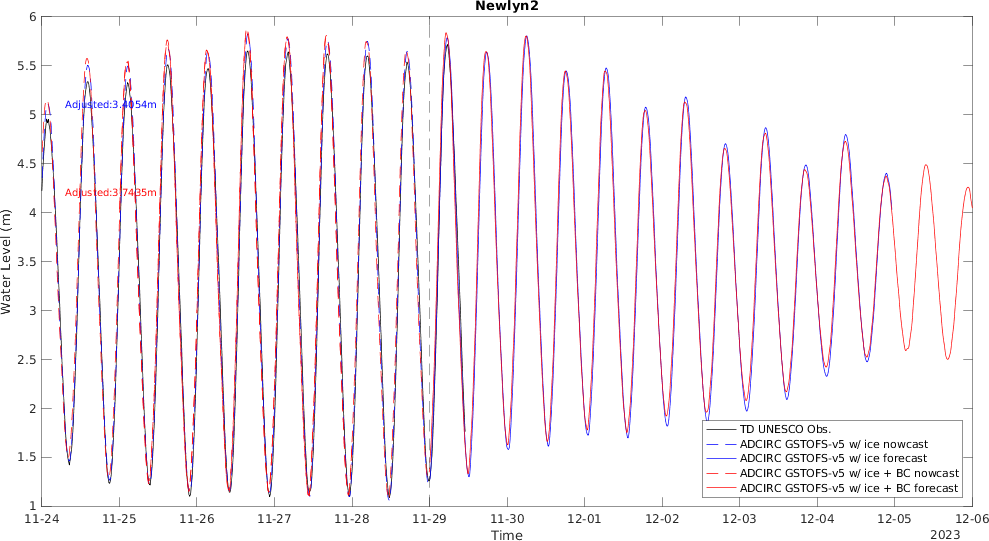 Newlyn2
Water Level (m)
6
5.5
5
4.5
4
3.5
3
2.5
2
1.5
1
Adjusted:3.4054m
Adjusted:3.7435m
TD UNESCO Obs.
ADCIRC GSTOFS-v5 w/ ice nowcast
ADCIRC GSTOFS-v5 w/ ice forecast
ADCIRC GSTOFS-v5 w/ ice + BC nowcast
ADCIRC GSTOFS-v5 w/ ice + BC forecast
11-24 11-25 11-26 11-27 11-28 11-29 11-30 12-01 12-02 12-03 12-04 12-05 12-06
Time
2023